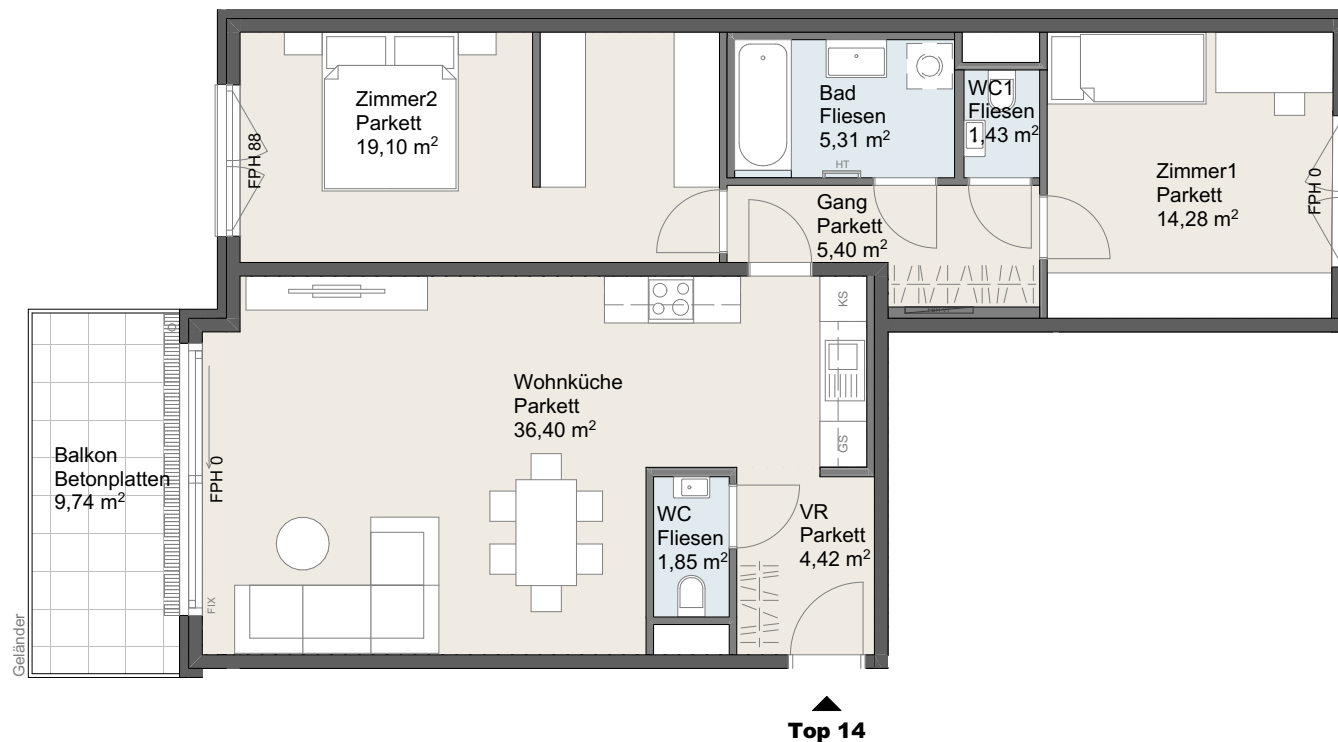 Zimmer2
Parkett
19,10 m²
FPH 88
Bad
Fliesen
5,31 m²
HT
WC1
Fliesen
1,43 m²
Zimmer1
Parkett
14,28 m²
FPH 0
Gang
Parkett
5,40 m²
KS
GS
Wohnküche
Parkett
36,40 m²
Balkon
Betonplatten
9,74 m²
FPH 0
FIX
Geländer
WC
Fliesen
1,85 m²
VR
Parkett
4,42 m²
Top 14